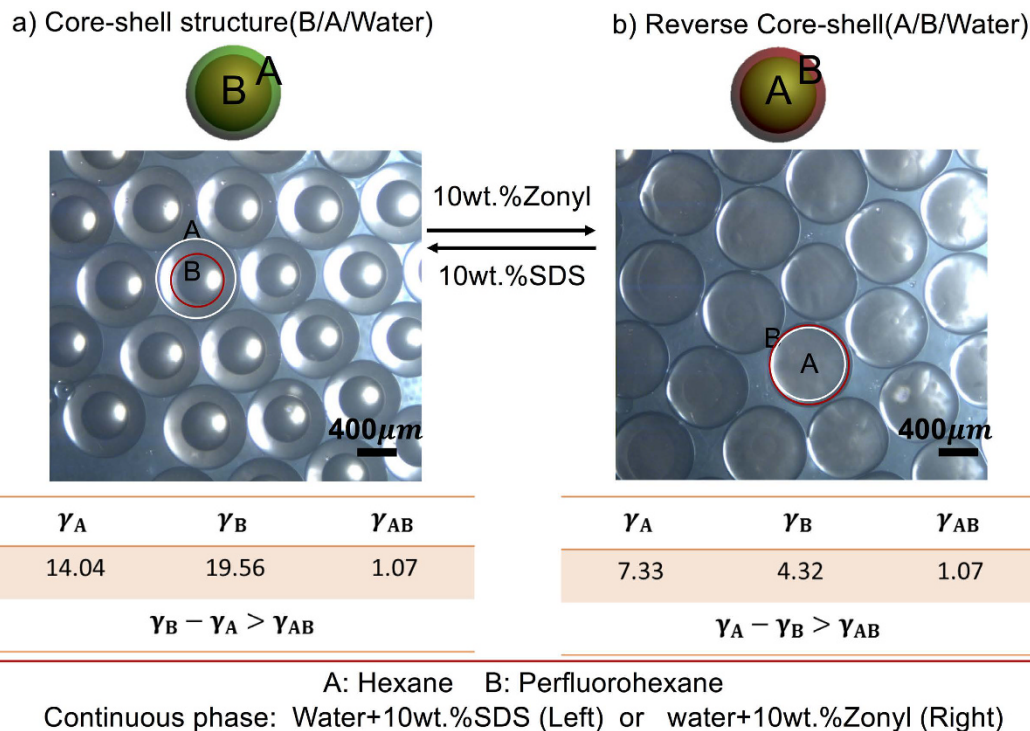 a) Core-shell structure(B/A/Water)
b) Reverse Core-shell(A/B/Water)
B A
A B
A
B
400μm
10wt.%Zonyl
10wt.%SDS
B
A
400μm
γA γB γAB
14.04 19.56 1.07
γB − γA > γAB
γA γB γAB
7.33 4.32 1.07
γA − γB > γAB
A: Hexane B: Perfluorohexane
Continuous phase: Water+10wt.%SDS (Left) or water+10wt.%Zonyl (Right)